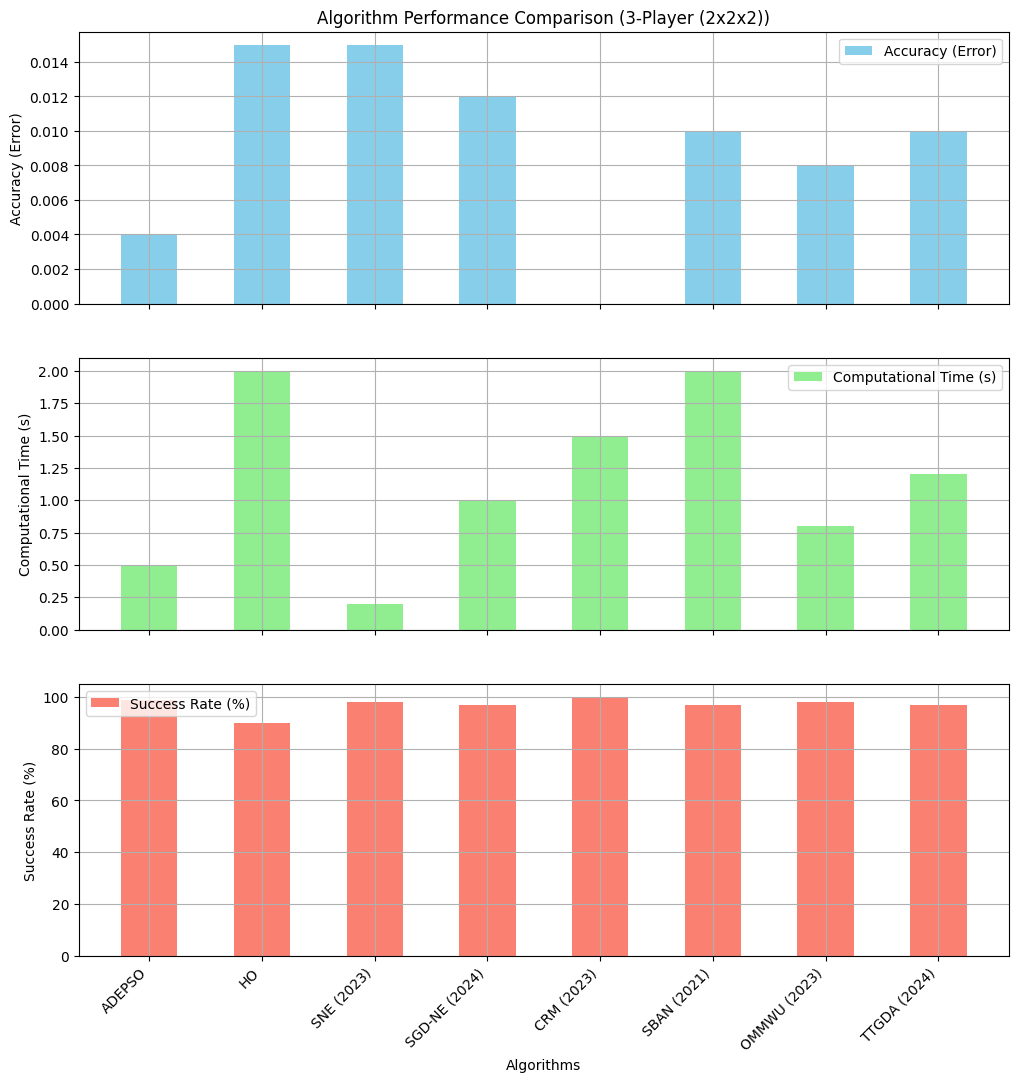 Algorithm Performance Comparison (3-Player (2x2x2))
Accuracy (Error)
Accuracy (Error)
0.014
0.012
0.010
0.008
0.006
0.004
0.002
0.000
Computational Time (s)
Computational Time (s)
2.00
1.75
1.50
1.25
1.00
0.75
0.50
0.25
0.00
Success Rate (%)
Success Rate (%)
100
80
60
40
20
0
ADEPSO
HO
SNE (2023)
SGD-NE (2024)
CRM (2023)
SBAN (2021)
OMMWU (2023)
TTGDA (2024)
Algorithms